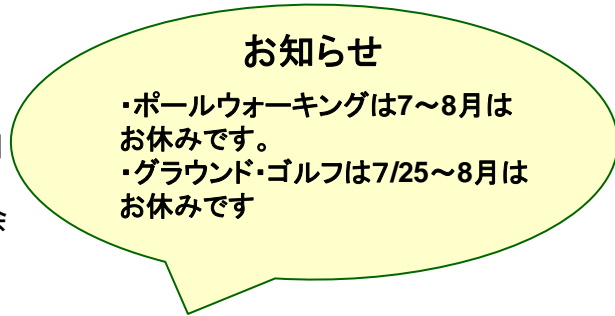 お知らせ
・ポールウォーキングは7～8月は
お休みです。
・グラウンド・ゴルフは7/25～8月は
お休みです